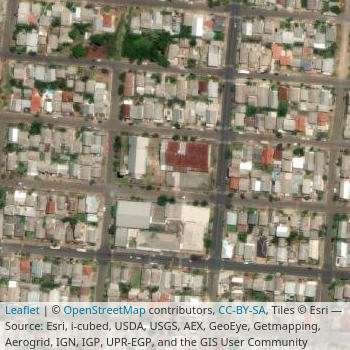 Leaflet | © OpenStreetMap contributors, CC-BY-SA, Tiles © Esri —
Source: Esri, i-cubed, USDA, USGS, AEX, GeoEye, Getmapping,
Aerogrid, IGN, IGP, UPR-EGP, and the GIS User Community